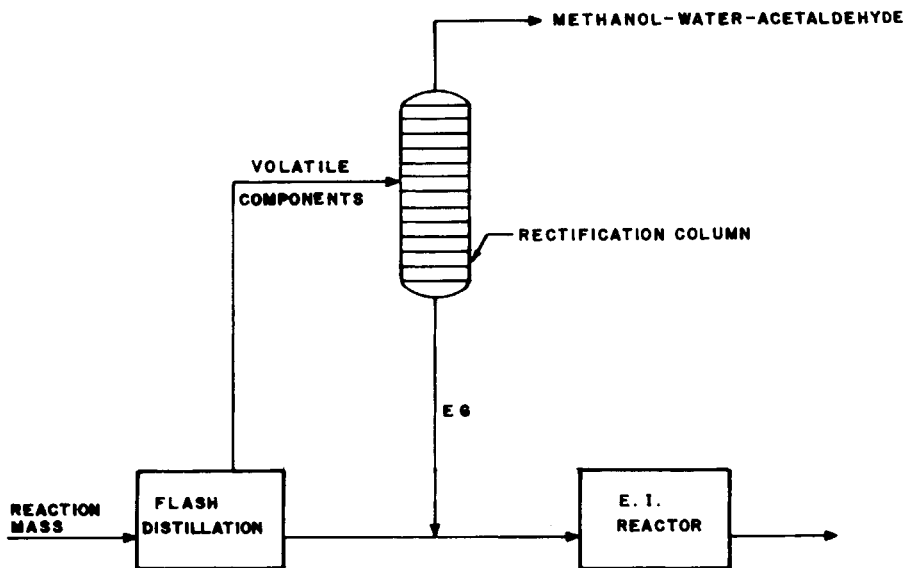 METHANOL-WATER-ACETALDEHYDE
VOLATILE
COMPONENTS
RECTIFICATION COLUMN
EG
REACTION
MASS
FLASH
DISTILLATION
E. I.
REACTOR